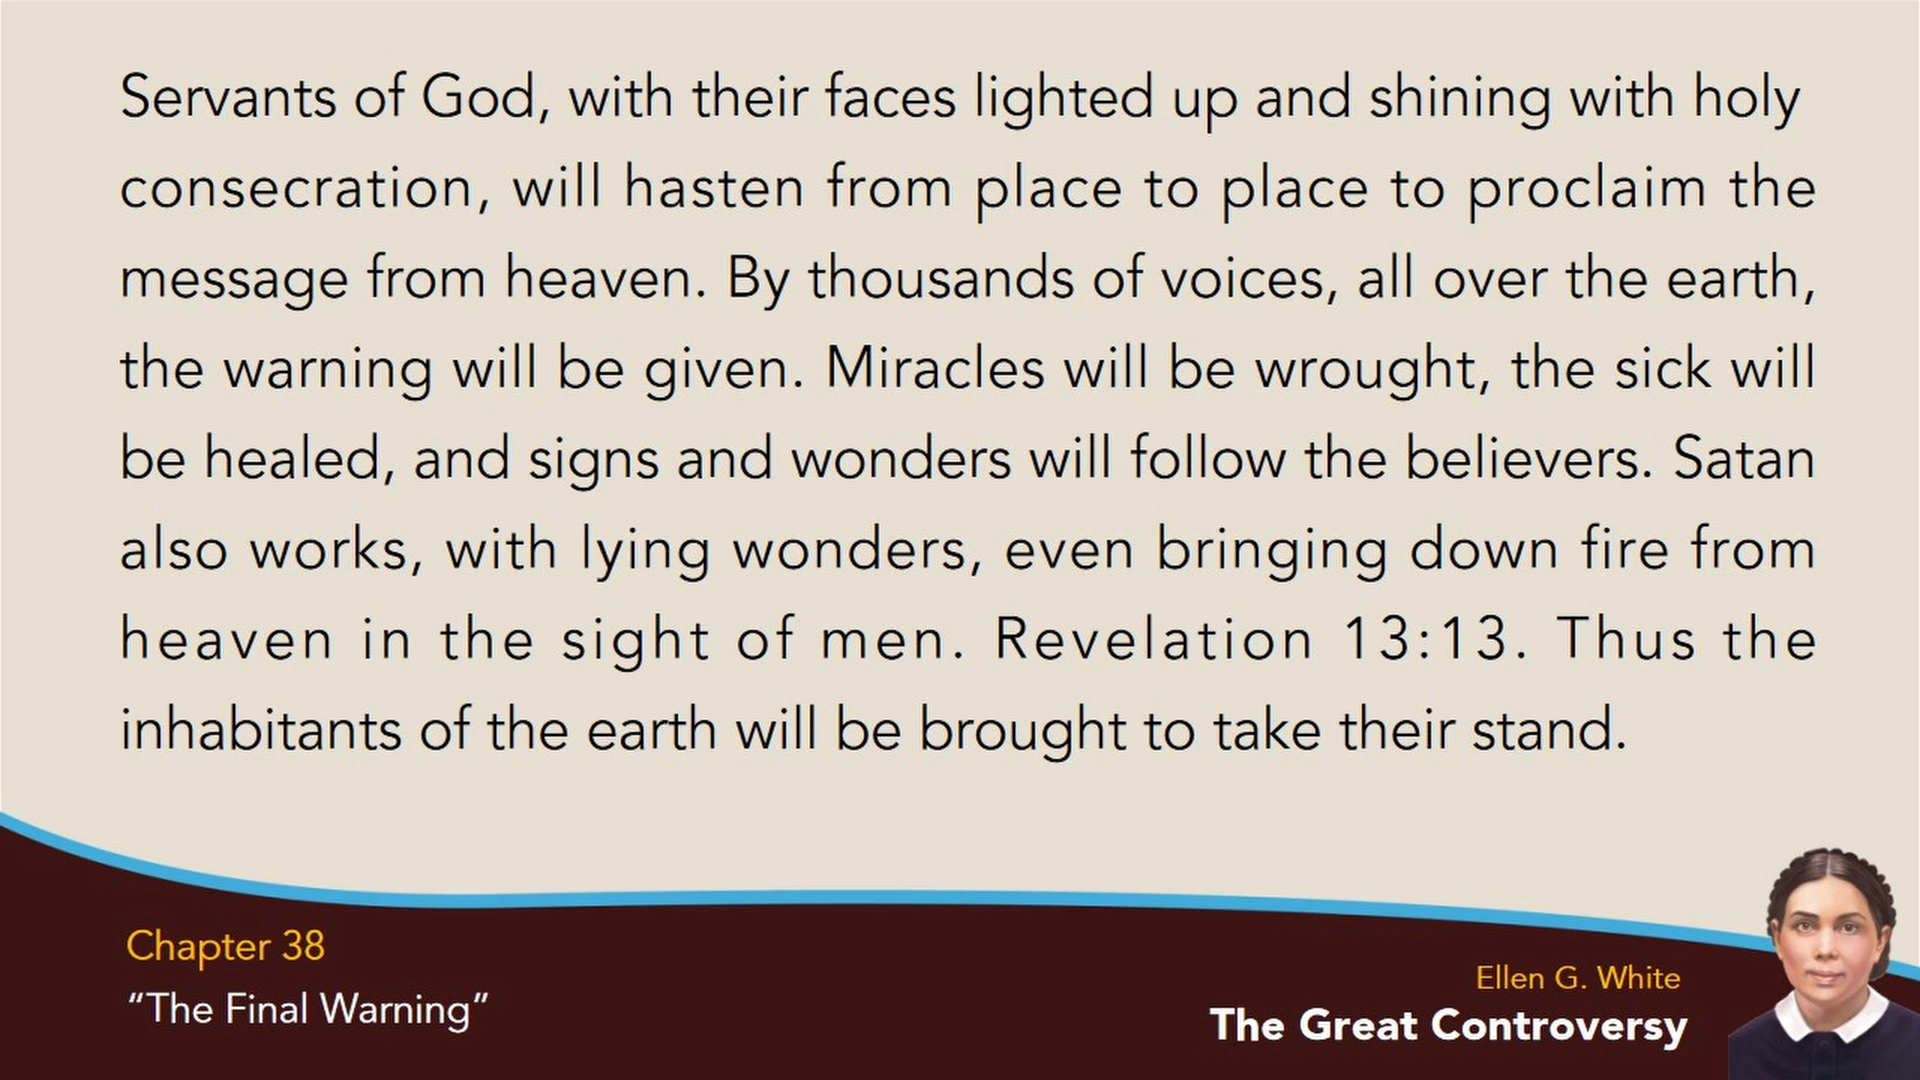 Servants of God, with their faces lighted up and shining with holy
consecration, will hasten from place to place to proclaim the
message from heaven. By thousands of voices, all over the earth,
the warning will be given. Miracles will be wrought, the sick will
be healed, and signs and wonders will follow the believers. Satan
also works, with lying wonders, even bringing down fire from
heaven in the sight of men. Revelation 13:13. Thus the
inhabitants of the earth will be brought to take their stand.
Chapter 38
“The Final Warning”
Ellen G. White
The Great Controversy